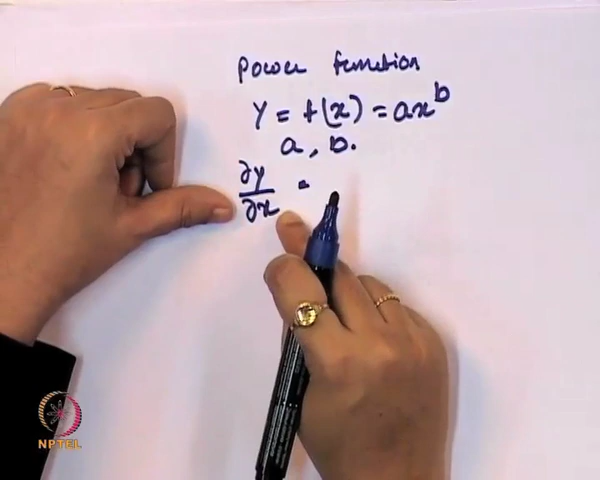 Power function
Y = f(x) = ax^b
a, b.
∂y/∂x =
NPTEL